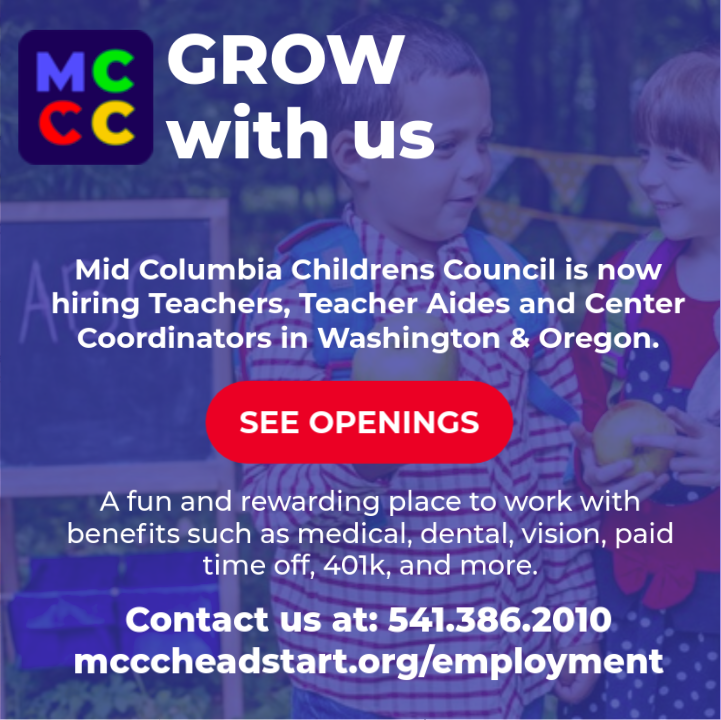 MC
CC
GROW
with us
Mid Columbia Childrens Council is now
hiring Teachers, Teacher Aides and Center
Coordinators in Washington & Oregon.
SEE OPENINGS
A fun and rewarding place to work with
benefits such as medical, dental, vision, paid
time off, 401k, and more.
Contact us at: 541.386.2010
mcccheadstart.org/employment